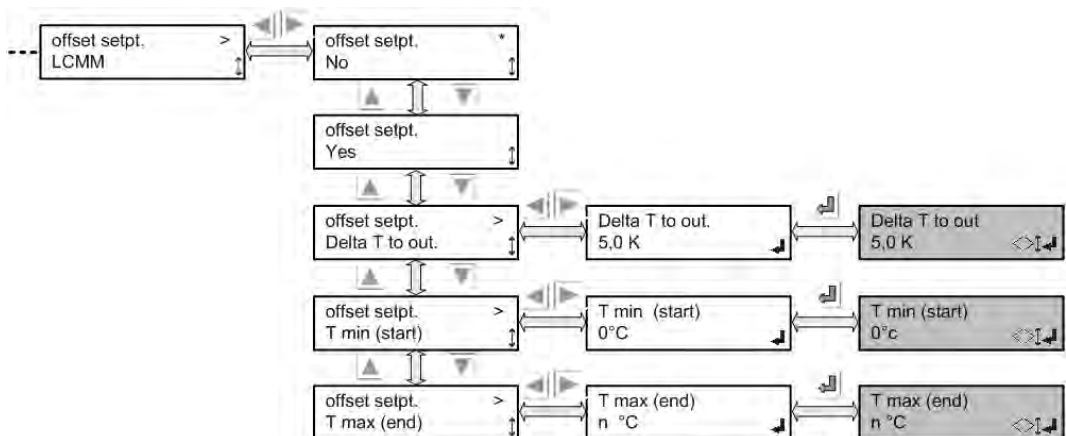 offset setpt. >
LCMM
offset setpt. *
No
offset setpt.
Yes
offset setpt. >
Delta T to out.
Delta T to out.
5,0 K
Delta T to out
5,0 K
offset setpt. >
T min (start)
T min (start)
0°C
T min (start)
0°c
offset setpt. >
T max (end)
T max (end)
n °C
T max (end)
n °C